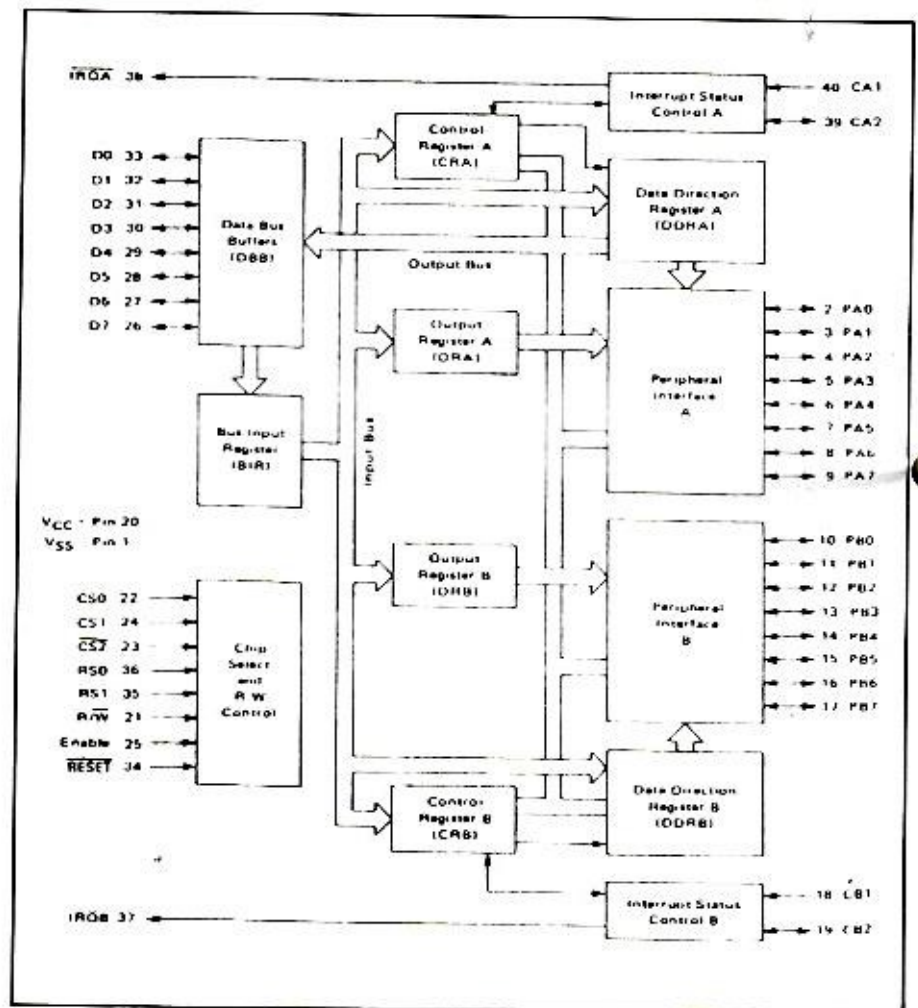 IRQA 38
Interrupt Status
Control A
40 CA1
39 CA2
Control
Register A
(CRA)
D0 33
D1 32
D2 31
D3 30
D4 29
D5 28
D6 27
D7 26
Data Bus
Buffers
(DBB)
Data Direction
Register A
(DDRA)
Output Bus
Output
Register A
(ORA)
Peripheral
Interface
A
2 PA0
3 PA1
4 PA2
5 PA3
6 PA4
7 PA5
8 PA6
9 PA7
Bus Input
Register
(BIR)
Input Bus
VCC - Pin 20
VSS Pin 1
Output
Register B
(ORB)
Peripheral
Interface
B
10 PB0
11 PB1
12 PB2
13 PB3
14 PB4
15 PB5
16 PB6
17 PB7
CS0 22
CS1 24
CS2 23
RS0 36
RS1 35
R/W 21
Enable 25
RESET 34
Chip
Select
and
R/W
Control
Control
Register B
(CRB)
Data Direction
Register B
(DDRB)
IRQB 37
Interrupt Status
Control B
18 CB1
19 CB2